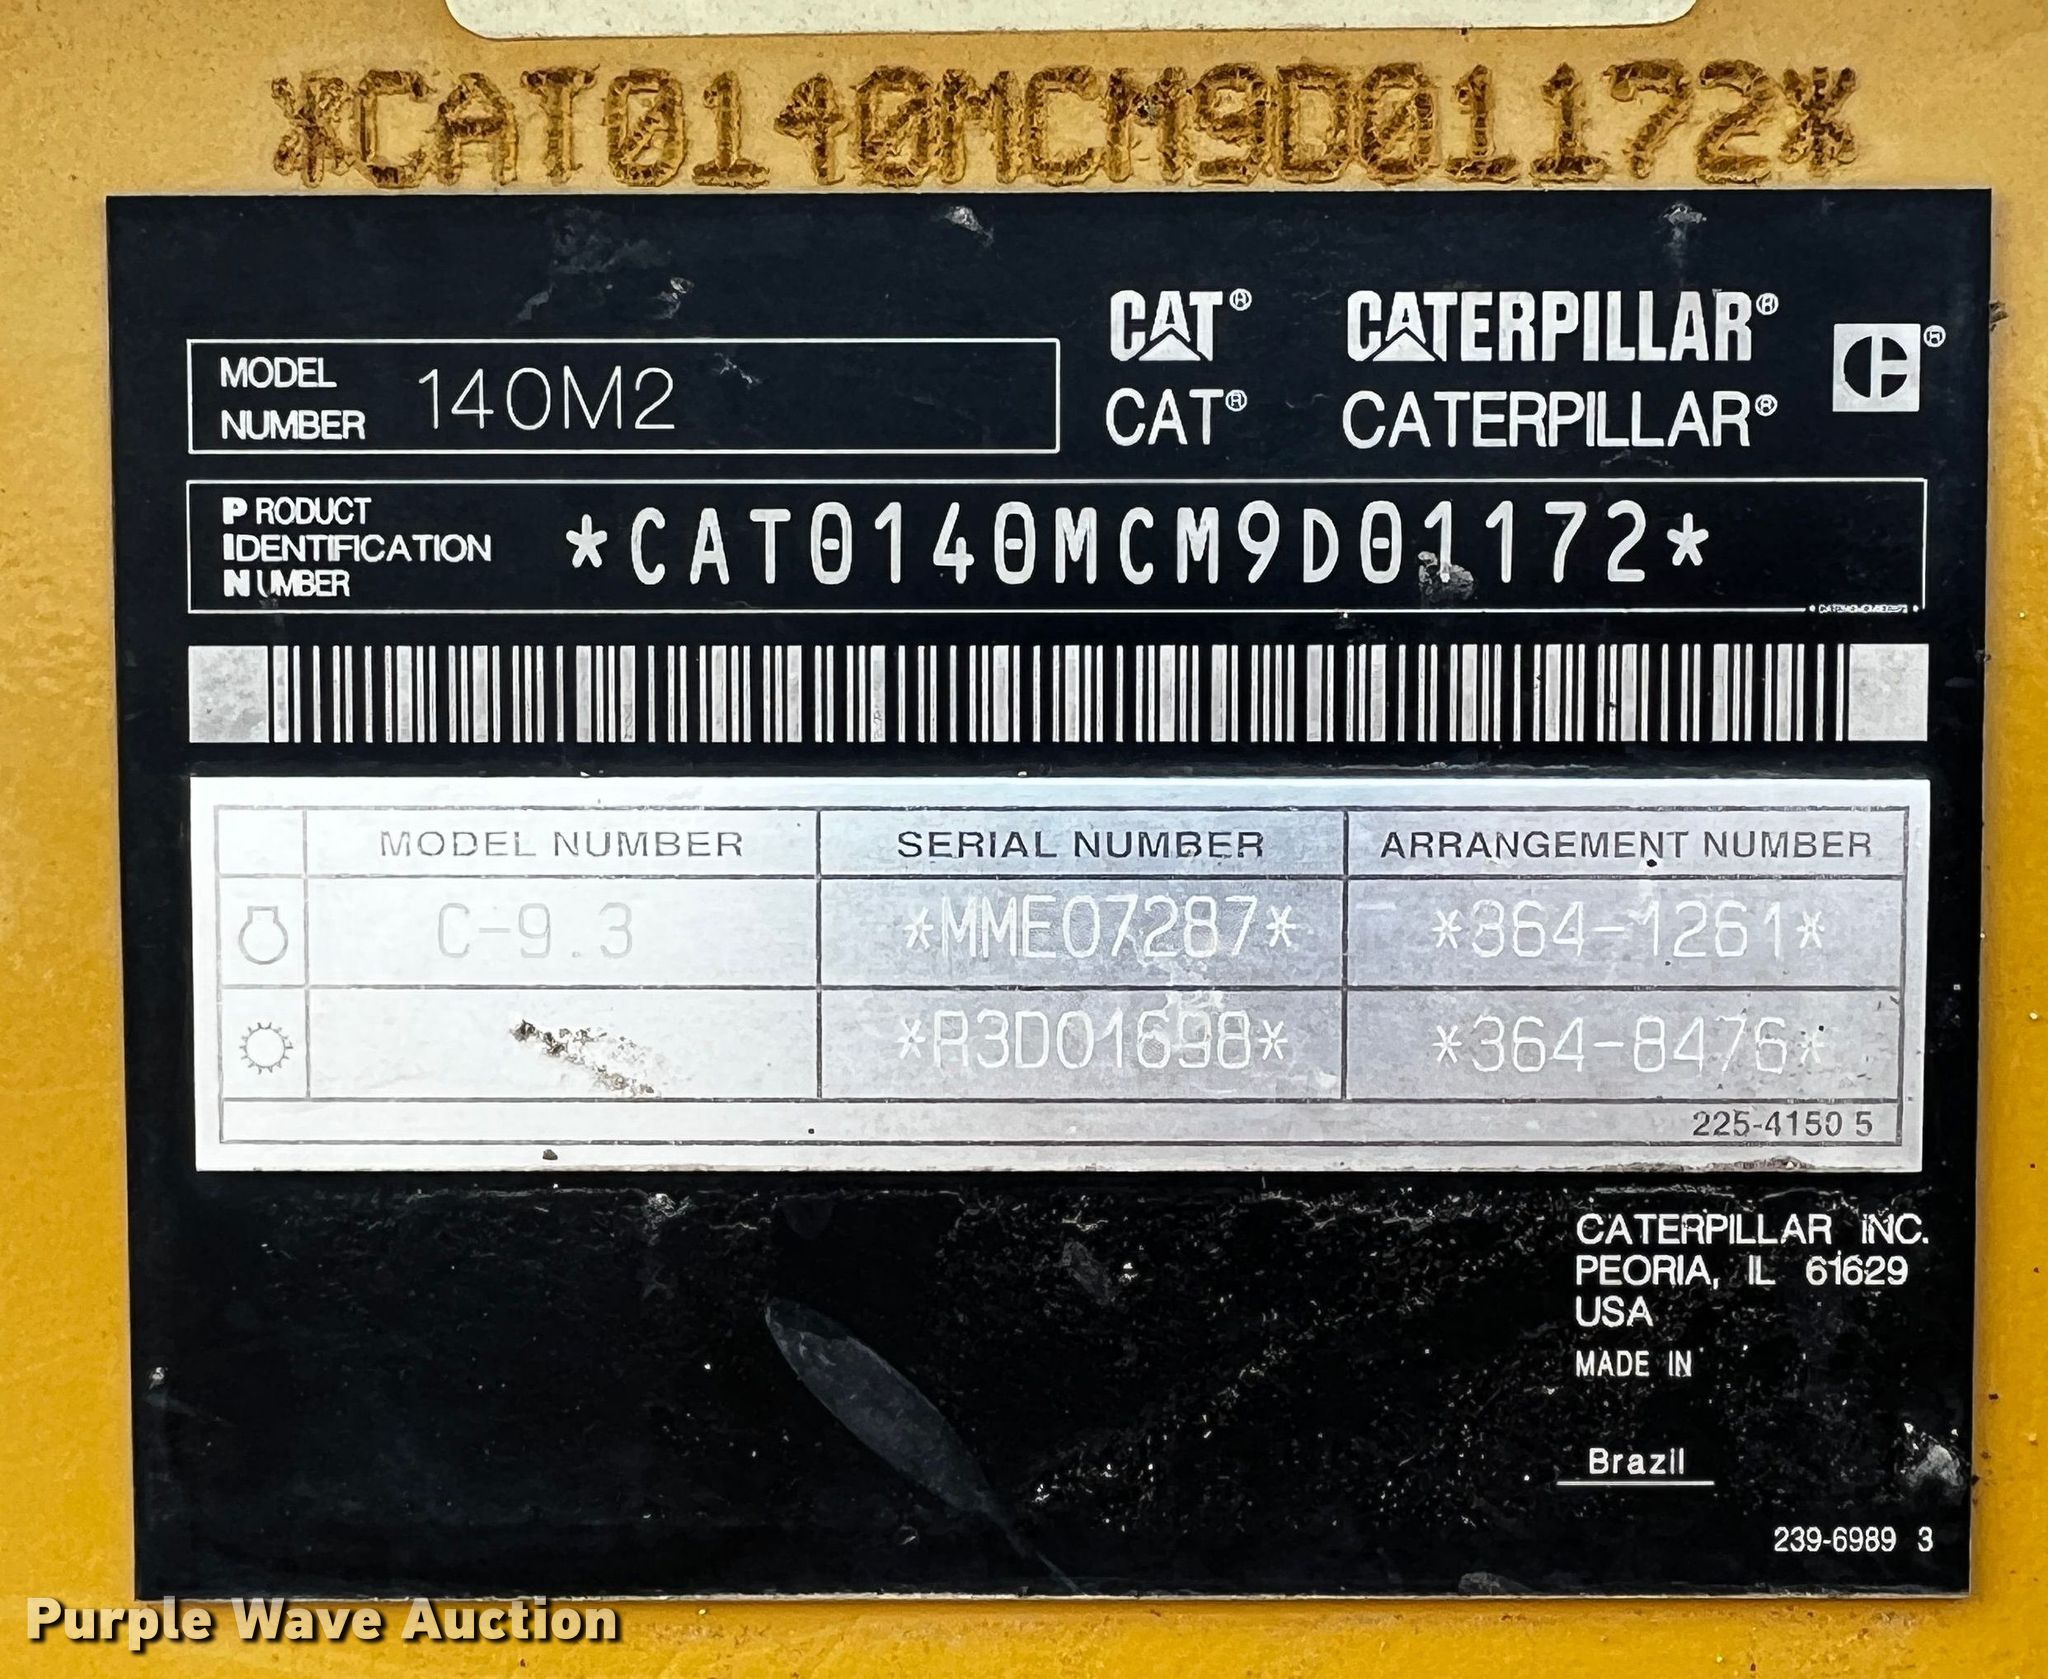 *CAT0140MCM9D01172*
CAT® CATERPILLAR®
MODEL NUMBER 140M2
CAT® CATERPILLAR® ®
PRODUCT IDENTIFICATION NUMBER *CAT0140MCM9D01172*
MODEL NUMBER SERIAL NUMBER ARRANGEMENT NUMBER
C-9.3 *MME07287* *364-1261*
*R3D01698* *364-8476*
225-4150 5
CATERPILLAR INC.
PEORIA, IL 61629
USA
MADE IN
Brazil
239-6989 3
Purple Wave Auction